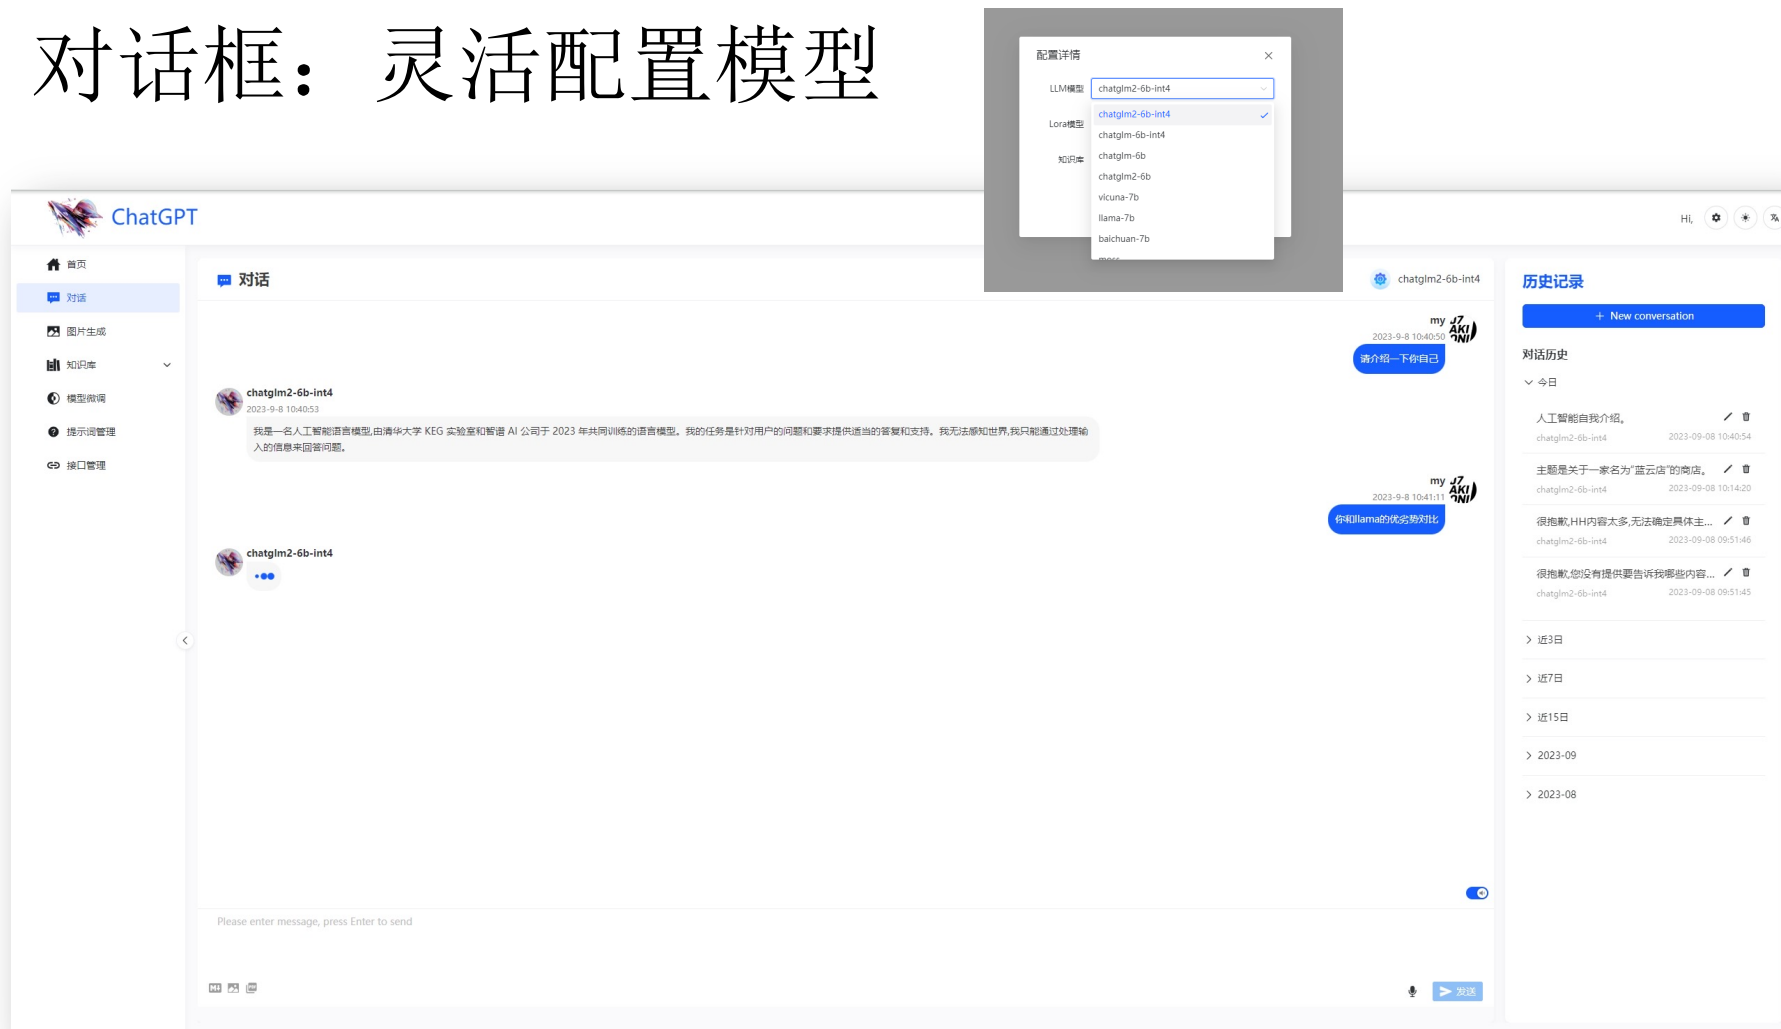 对话框：灵活配置模型
配置详情
LLM模型
chatglm2-6b-int4
chatglm2-6b-int4
Lora模型
chatglm-6b-int4
知识库
chatglm-6b
chatglm2-6b
vicuna-7b
llama-7b
baichuan-7b
ChatGPT
Hi,
首页
对话
图片生成
知识库
模型微调
提示词管理
接口管理
对话
chatglm2-6b-int4
my
2023-9-8 10:40:50
请介绍一下你自己
chatglm2-6b-int4
2023-9-8 10:40:53
我是一名人工智能语言模型,由清华大学 KEG 实验室和智谱 AI 公司于 2023 年共同训练的语言模型。我的任务是针对用户的问题和要求提供适当的答复和支持。我无法感知世界,我只能通过处理输
入的信息来回答问题。
my
2023-9-8 10:41:11
你和llama的优劣势对比
chatglm2-6b-int4
Please enter message, press Enter to send
发送
历史记录
+ New conversation
对话历史
今日
人工智能自我介绍。
chatglm2-6b-int4 2023-09-08 10:40:54
主题是关于一家名为“蓝云店”的商店。
chatglm2-6b-int4 2023-09-08 10:14:20
很抱歉,HH内容太多,无法确定具体主...
chatglm2-6b-int4 2023-09-08 09:51:46
很抱歉,您没有提供要告诉我哪些内容...
chatglm2-6b-int4 2023-09-08 09:51:45
近3日
近7日
近15日
2023-09
2023-08